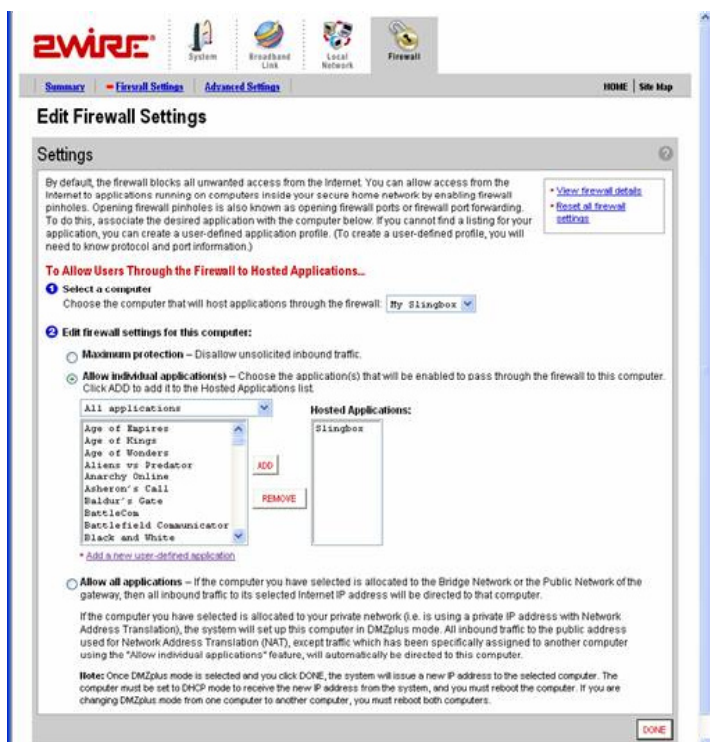 2WIRE
System
Broadband
Link
Local
Network
Firewall
Summary
Firewall Settings
Advanced Settings
HOME | Site Map
Edit Firewall Settings
Settings
By default, the firewall blocks all unwanted access from the Internet. You can allow access from the
Internet to applications running on computers inside your secure home network by enabling firewall
pinholes. Opening firewall pinholes is also known as opening firewall ports or firewall port forwarding.
To do this, associate the desired application with the computer below. If you cannot find a listing for your
application, you can create a user-defined application profile. (To create a user-defined profile, you will
need to know protocol and port information.)
View firewall details
Reset all firewall
settings
To Allow Users Through the Firewall to Hosted Applications...
1 Select a computer
Choose the computer that will host applications through the firewall: My Slingbox
2 Edit firewall settings for this computer:
Maximum protection – Disallow unsolicited inbound traffic.
Allow individual application(s) – Choose the application(s) that will be enabled to pass through the firewall to this computer.
Click ADD to add it to the Hosted Applications list.
All applications
Age of Empires
Age of Kings
Age of Wonders
Aliens vs Predator
Anarchy Online
Asheron's Call
Baldur's Gate
BattleCom
Battlefield Communicator
Black and White
ADD
REMOVE
Hosted Applications:
Slingbox
Add a new user-defined application
Allow all applications – If the computer you have selected is allocated to the Bridge Network or the Public Network of the
gateway, then all inbound traffic to its selected Internet IP address will be directed to that computer.
If the computer you have selected is allocated to your private network (i.e. is using a private IP address with Network
Address Translation), the system will set up this computer in DMZplus mode. All inbound traffic to the public address
used for Network Address Translation (NAT), except traffic which has been specifically assigned to another computer
using the "Allow individual applications" feature, will automatically be directed to this computer.
Note: Once DMZplus mode is selected and you click DONE, the system will issue a new IP address to the selected computer. The
computer must be set to DHCP mode to receive the new IP address from the system, and you must reboot the computer. If you are
changing DMZplus mode from one computer to another computer, you must reboot both computers.
DONE